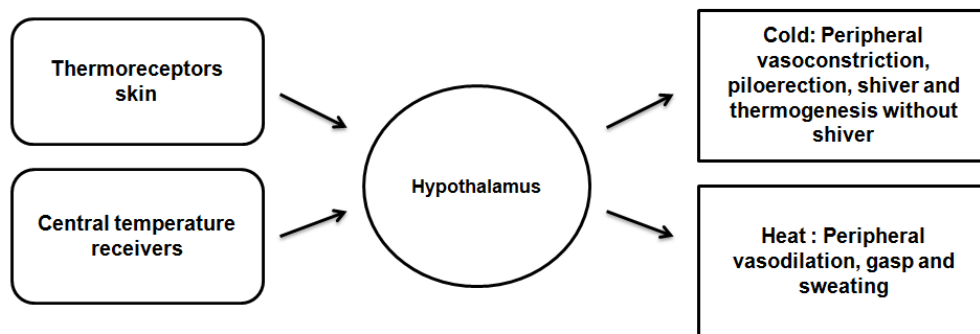 Thermoreceptors
skin
Central temperature
receivers
Hypothalamus
Cold: Peripheral
vasoconstriction,
piloerection, shiver and
thermogenesis without
shiver
Heat : Peripheral
vasodilation, gasp and
sweating